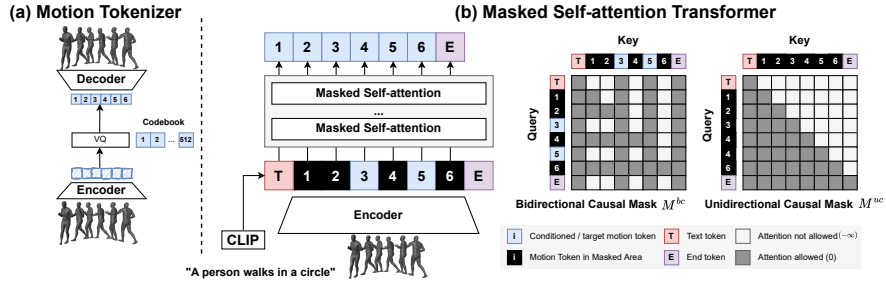 (a) Motion Tokenizer
Decoder
1 2 3 4 5 6
Codebook
VQ
1 2 ... 512
Encoder
(b) Masked Self-attention Transformer
1 2 3 4 5 6 E
Masked Self-attention
...
Masked Self-attention
T 1 2 3 4 5 6 E
Encoder
CLIP
"A person walks in a circle"
Key
T 1 2 3 4 5 6 E
Query
T
1
2
3
4
5
6
E
Bidirectional Causal Mask M^{bc}
Key
T 1 2 3 4 5 6 E
Query
T
1
2
3
4
4
6
E
Unidirectional Causal Mask M^{uc}
i Conditioned / target motion token
T Text token
Attention not allowed(−∞)
i Motion Token in Masked Area
E End token
Attention allowed (0)